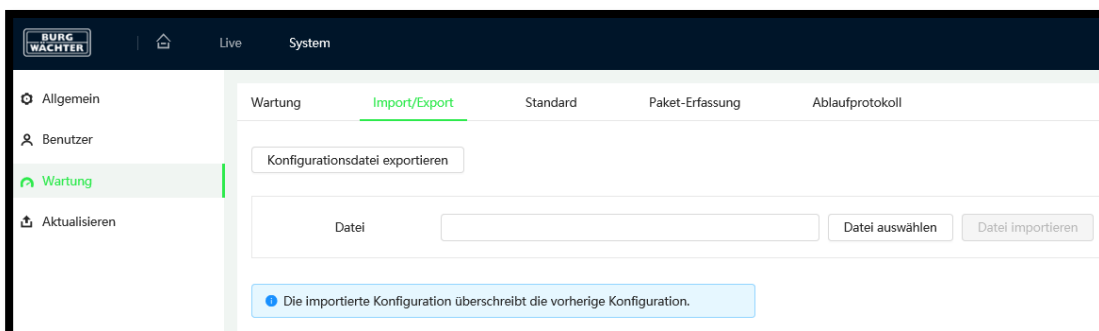 BURG
WÄCHTER
Live System
Allgemein
Benutzer
Wartung
Aktualisieren
Wartung Import/Export Standard Paket-Erfassung Ablaufprotokoll
Konfigurationsdatei exportieren
Datei Datei auswählen Datei importieren
Die importierte Konfiguration überschreibt die vorherige Konfiguration.